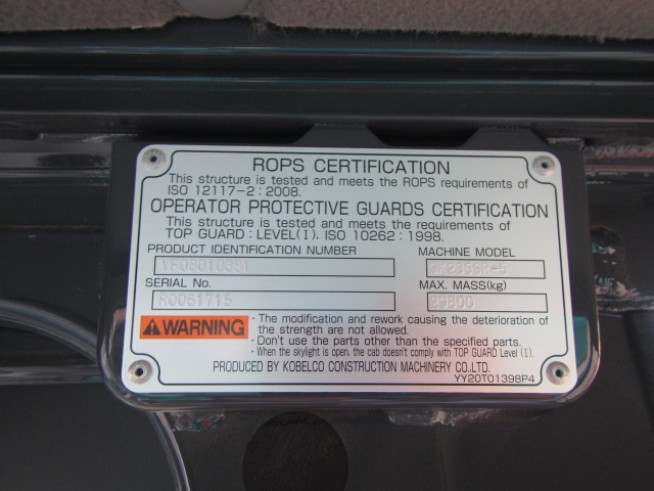 ROPS CERTIFICATION
This structure is tested and meets the ROPS requirements of
ISO 12117-2 : 2008.
OPERATOR PROTECTIVE GUARDS CERTIFICATION
This structure is tested and meets the requirements of
TOP GUARD : LEVEL(I). ISO 10262 : 1998.
PRODUCT IDENTIFICATION NUMBER
MACHINE MODEL
SERIAL No.
MAX. MASS(kg)
R0061715
WARNING
· The modification and rework causing the deterioration of
the strength are not allowed.
· Don't use the parts other than the specified parts.
· When the skylight is open, the cab doesn't comply with TOP GUARD Level (I).
PRODUCED BY KOBELCO CONSTRUCTION MACHINERY CO.,LTD.
YY20T01398P4